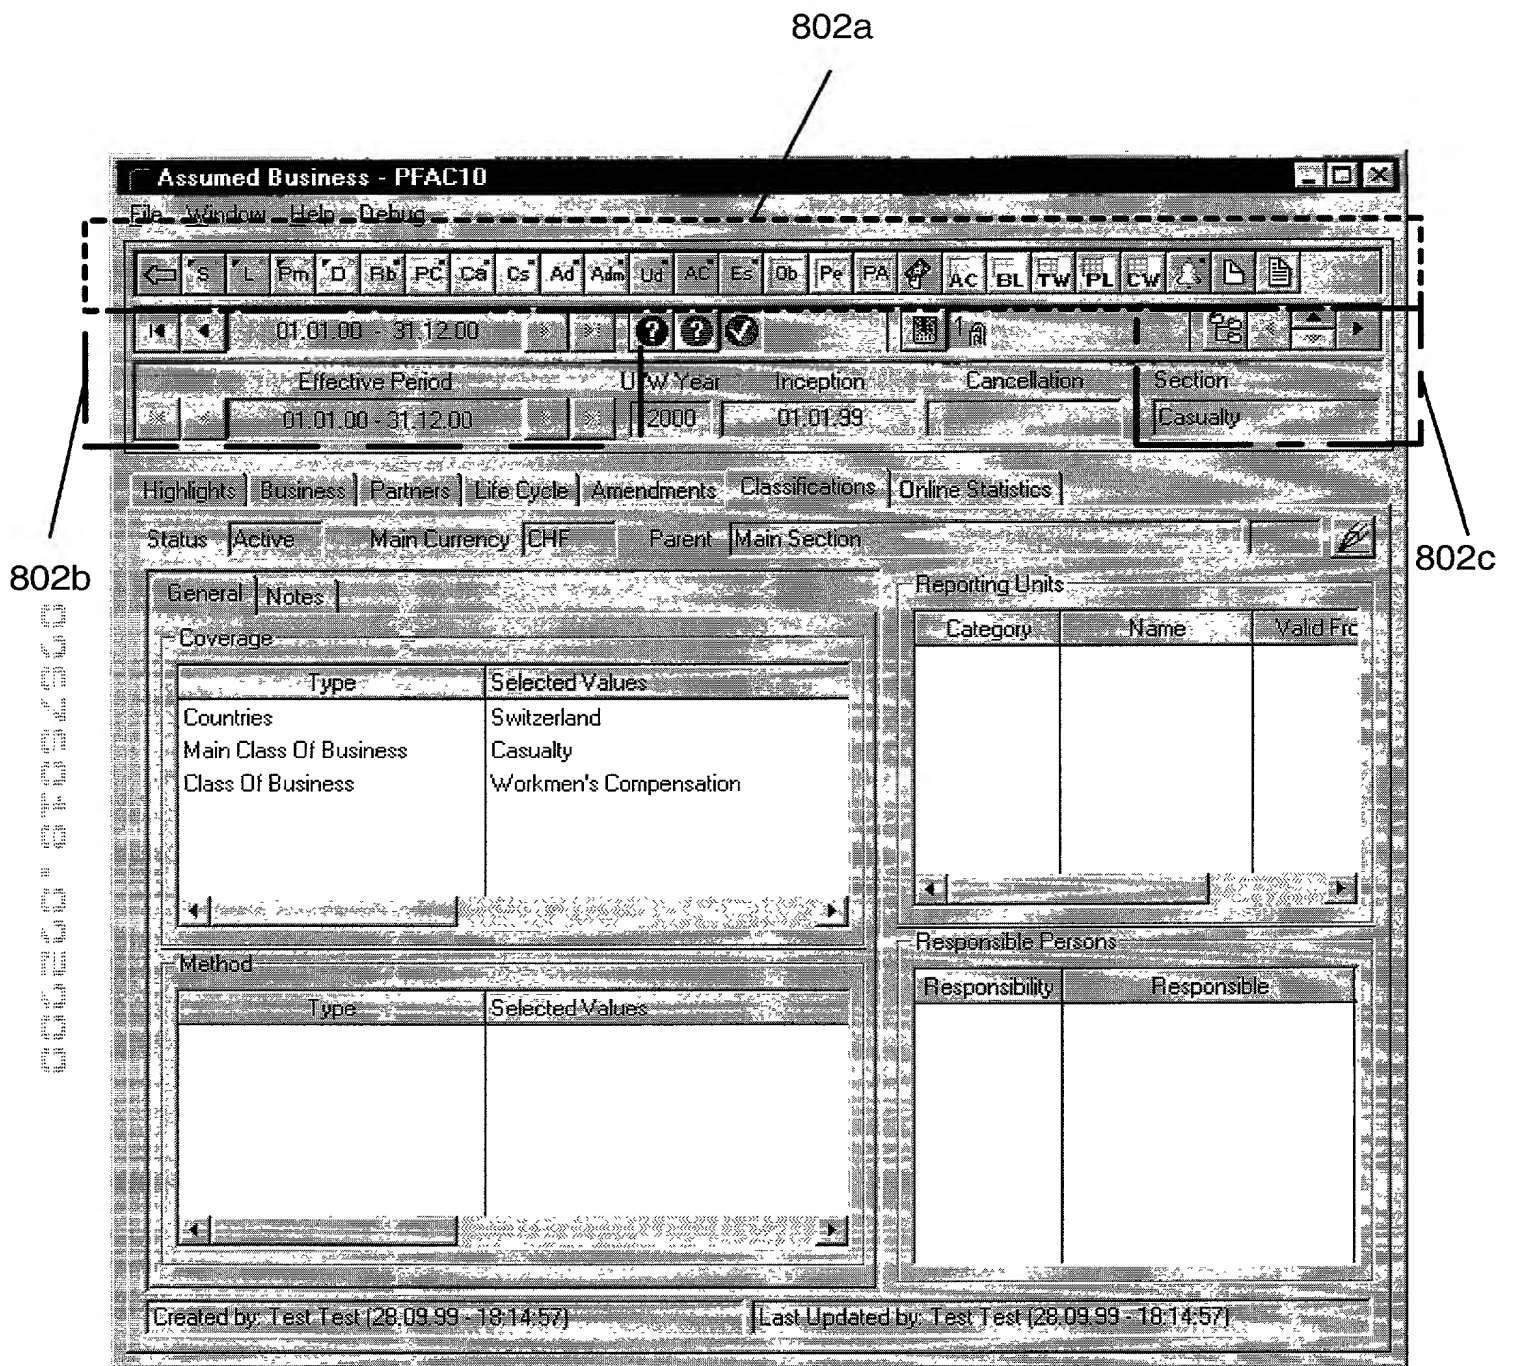 802a
Assumed Business - PFAC10
File Window Help Debug
S L Pm D Rb PC Ca Cs Ad Adm Ud AC Es Ob Pe PA AC BL TW PL CW
01.01.00 - 31.12.00
Effective Period U/W Year Inception Cancellation Section
01.01.00 - 31.12.00 2000 01.01.99 Casualty
Highlights Business Partners Life Cycle Amendments Classifications Online Statistics
Status Active Main Currency CHF Parent Main Section
802b
802c
General Notes
Coverage
Type Selected Values
Countries Switzerland
Main Class Of Business Casualty
Class Of Business Workmen's Compensation
Reporting Units
Category Name Valid Fro
Method
Type Selected Values
Responsible Persons
Responsibility Responsible
Created by: Test Test (28.09.99 - 18:14:57) Last Updated by: Test Test (28.09.99 - 18:14:57)